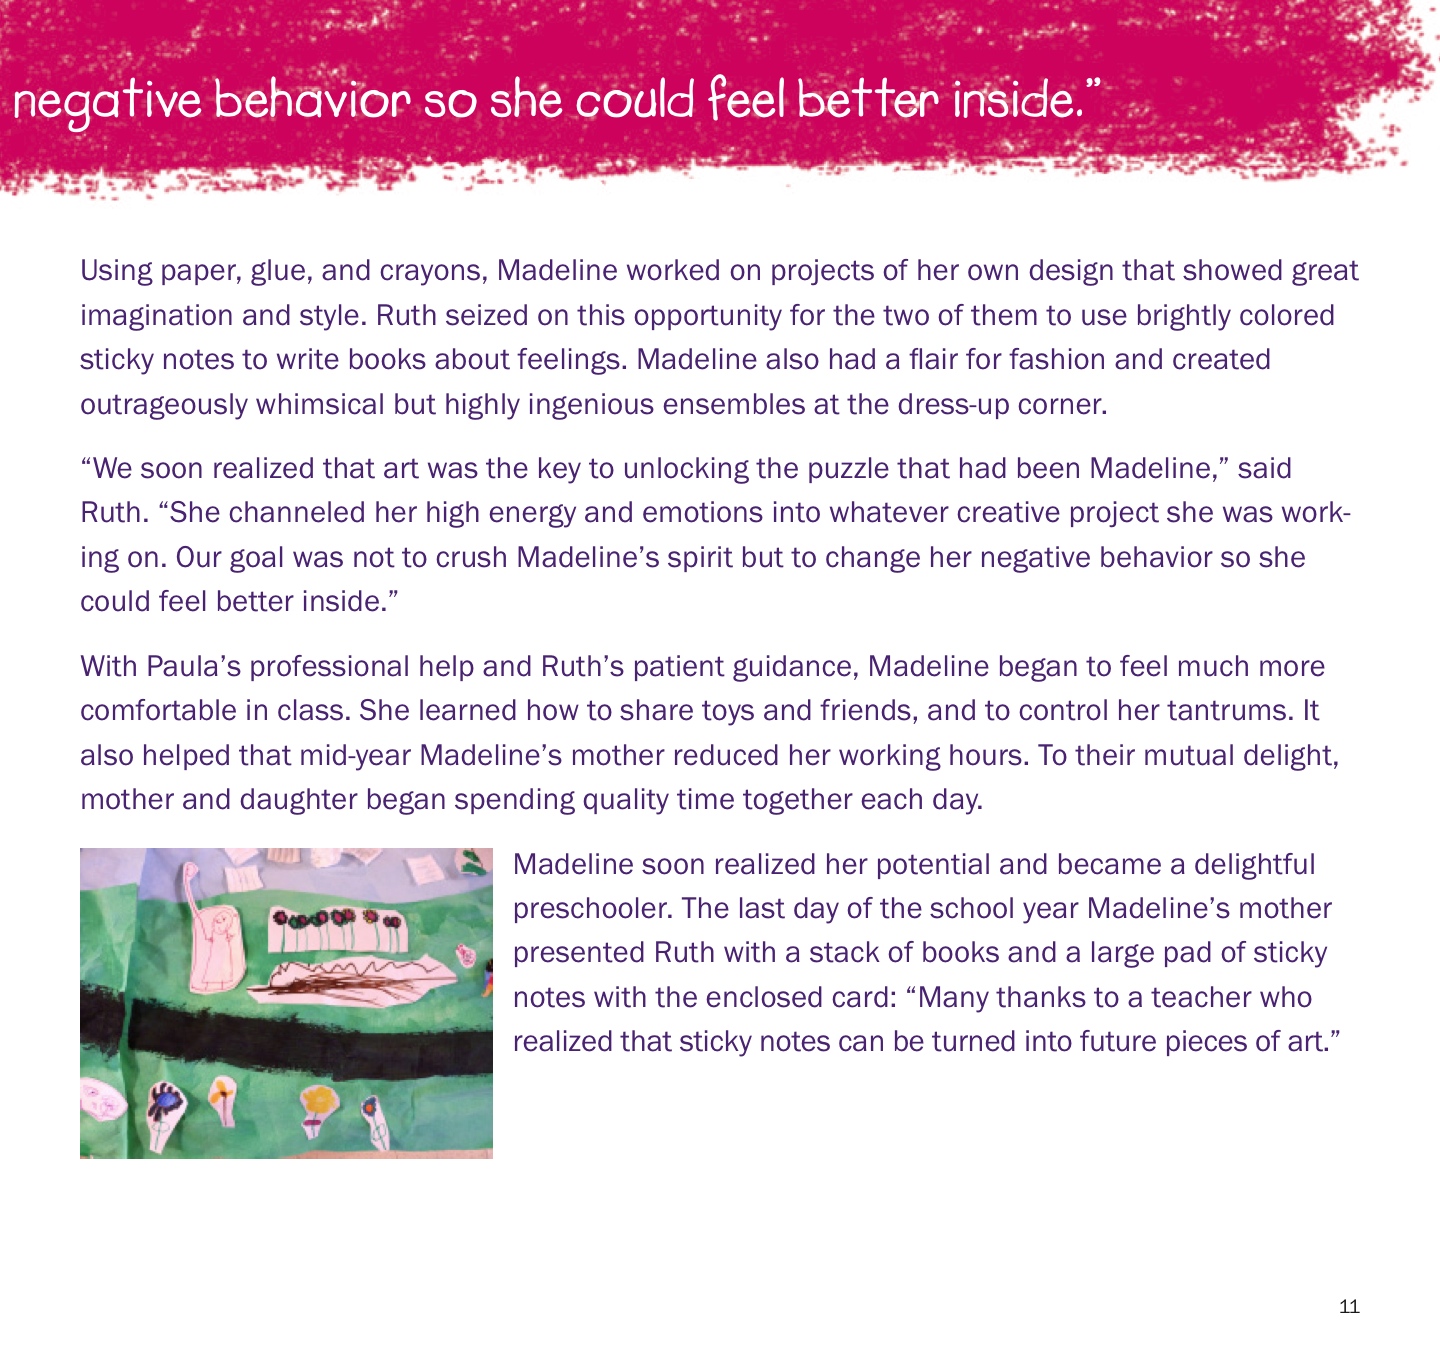 negative behavior so she could feel better inside.”
Using paper, glue, and crayons, Madeline worked on projects of her own design that showed great
imagination and style. Ruth seized on this opportunity for the two of them to use brightly colored
sticky notes to write books about feelings. Madeline also had a flair for fashion and created
outrageously whimsical but highly ingenious ensembles at the dress-up corner.
“We soon realized that art was the key to unlocking the puzzle that had been Madeline,” said
Ruth. “She channeled her high energy and emotions into whatever creative project she was work-
ing on. Our goal was not to crush Madeline’s spirit but to change her negative behavior so she
could feel better inside.”
With Paula’s professional help and Ruth’s patient guidance, Madeline began to feel much more
comfortable in class. She learned how to share toys and friends, and to control her tantrums. It
also helped that mid-year Madeline’s mother reduced her working hours. To their mutual delight,
mother and daughter began spending quality time together each day.
Madeline soon realized her potential and became a delightful
preschooler. The last day of the school year Madeline’s mother
presented Ruth with a stack of books and a large pad of sticky
notes with the enclosed card: “Many thanks to a teacher who
realized that sticky notes can be turned into future pieces of art.”
11